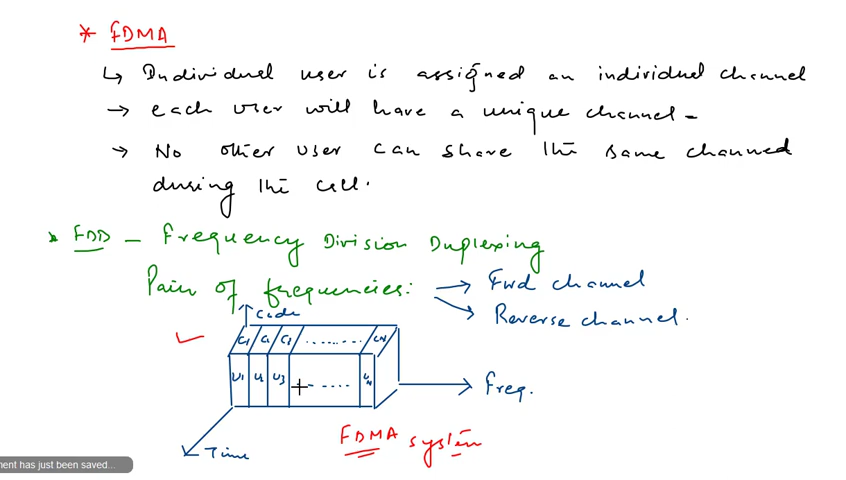 * FDMA
↳ Individual user is assigned an individual channel
→ each user will have a unique channel.
→ No other user can share the same channel
during the call.
* FDD - Frequency Division Duplexing
Pair of frequencies: → Fwd channel
→ Reverse channel.
Code
C1 C2 C3 ........ CN
U1 U2 U3 ------ UN
Freq.
Time
FDMA system
ment has just been saved...